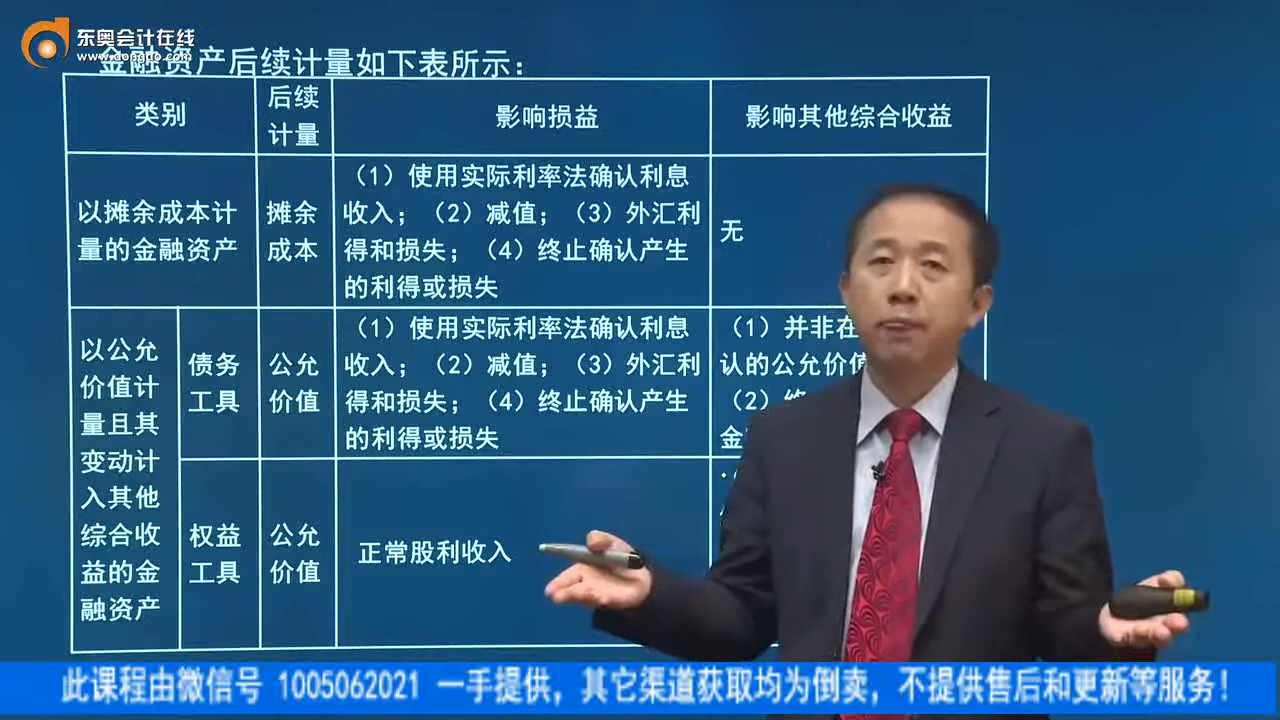 东奥会计在线
www.dongao.com
金融资产后续计量如下表所示：
类别
后续
计量
影响损益
影响其他综合收益
以摊余成本计
量的金融资产
摊余
成本
（1）使用实际利率法确认利息
收入；（2）减值；（3）外汇利
得和损失；（4）终止确认产生
的利得或损失
无
以公允
价值计
量且其
变动计
入其他
综合收
益的金
融资产
债务
工具
公允
价值
（1）使用实际利率法确认利息
收入；（2）减值；（3）外汇利
得和损失；（4）终止确认产生
的利得或损失
（1）并非在
认的公允价值
（2）终
金
权益
工具
公允
价值
正常股利收入
此课程由微信号 1005062021 一手提供，其它渠道获取均为倒卖，不提供售后和更新等服务！